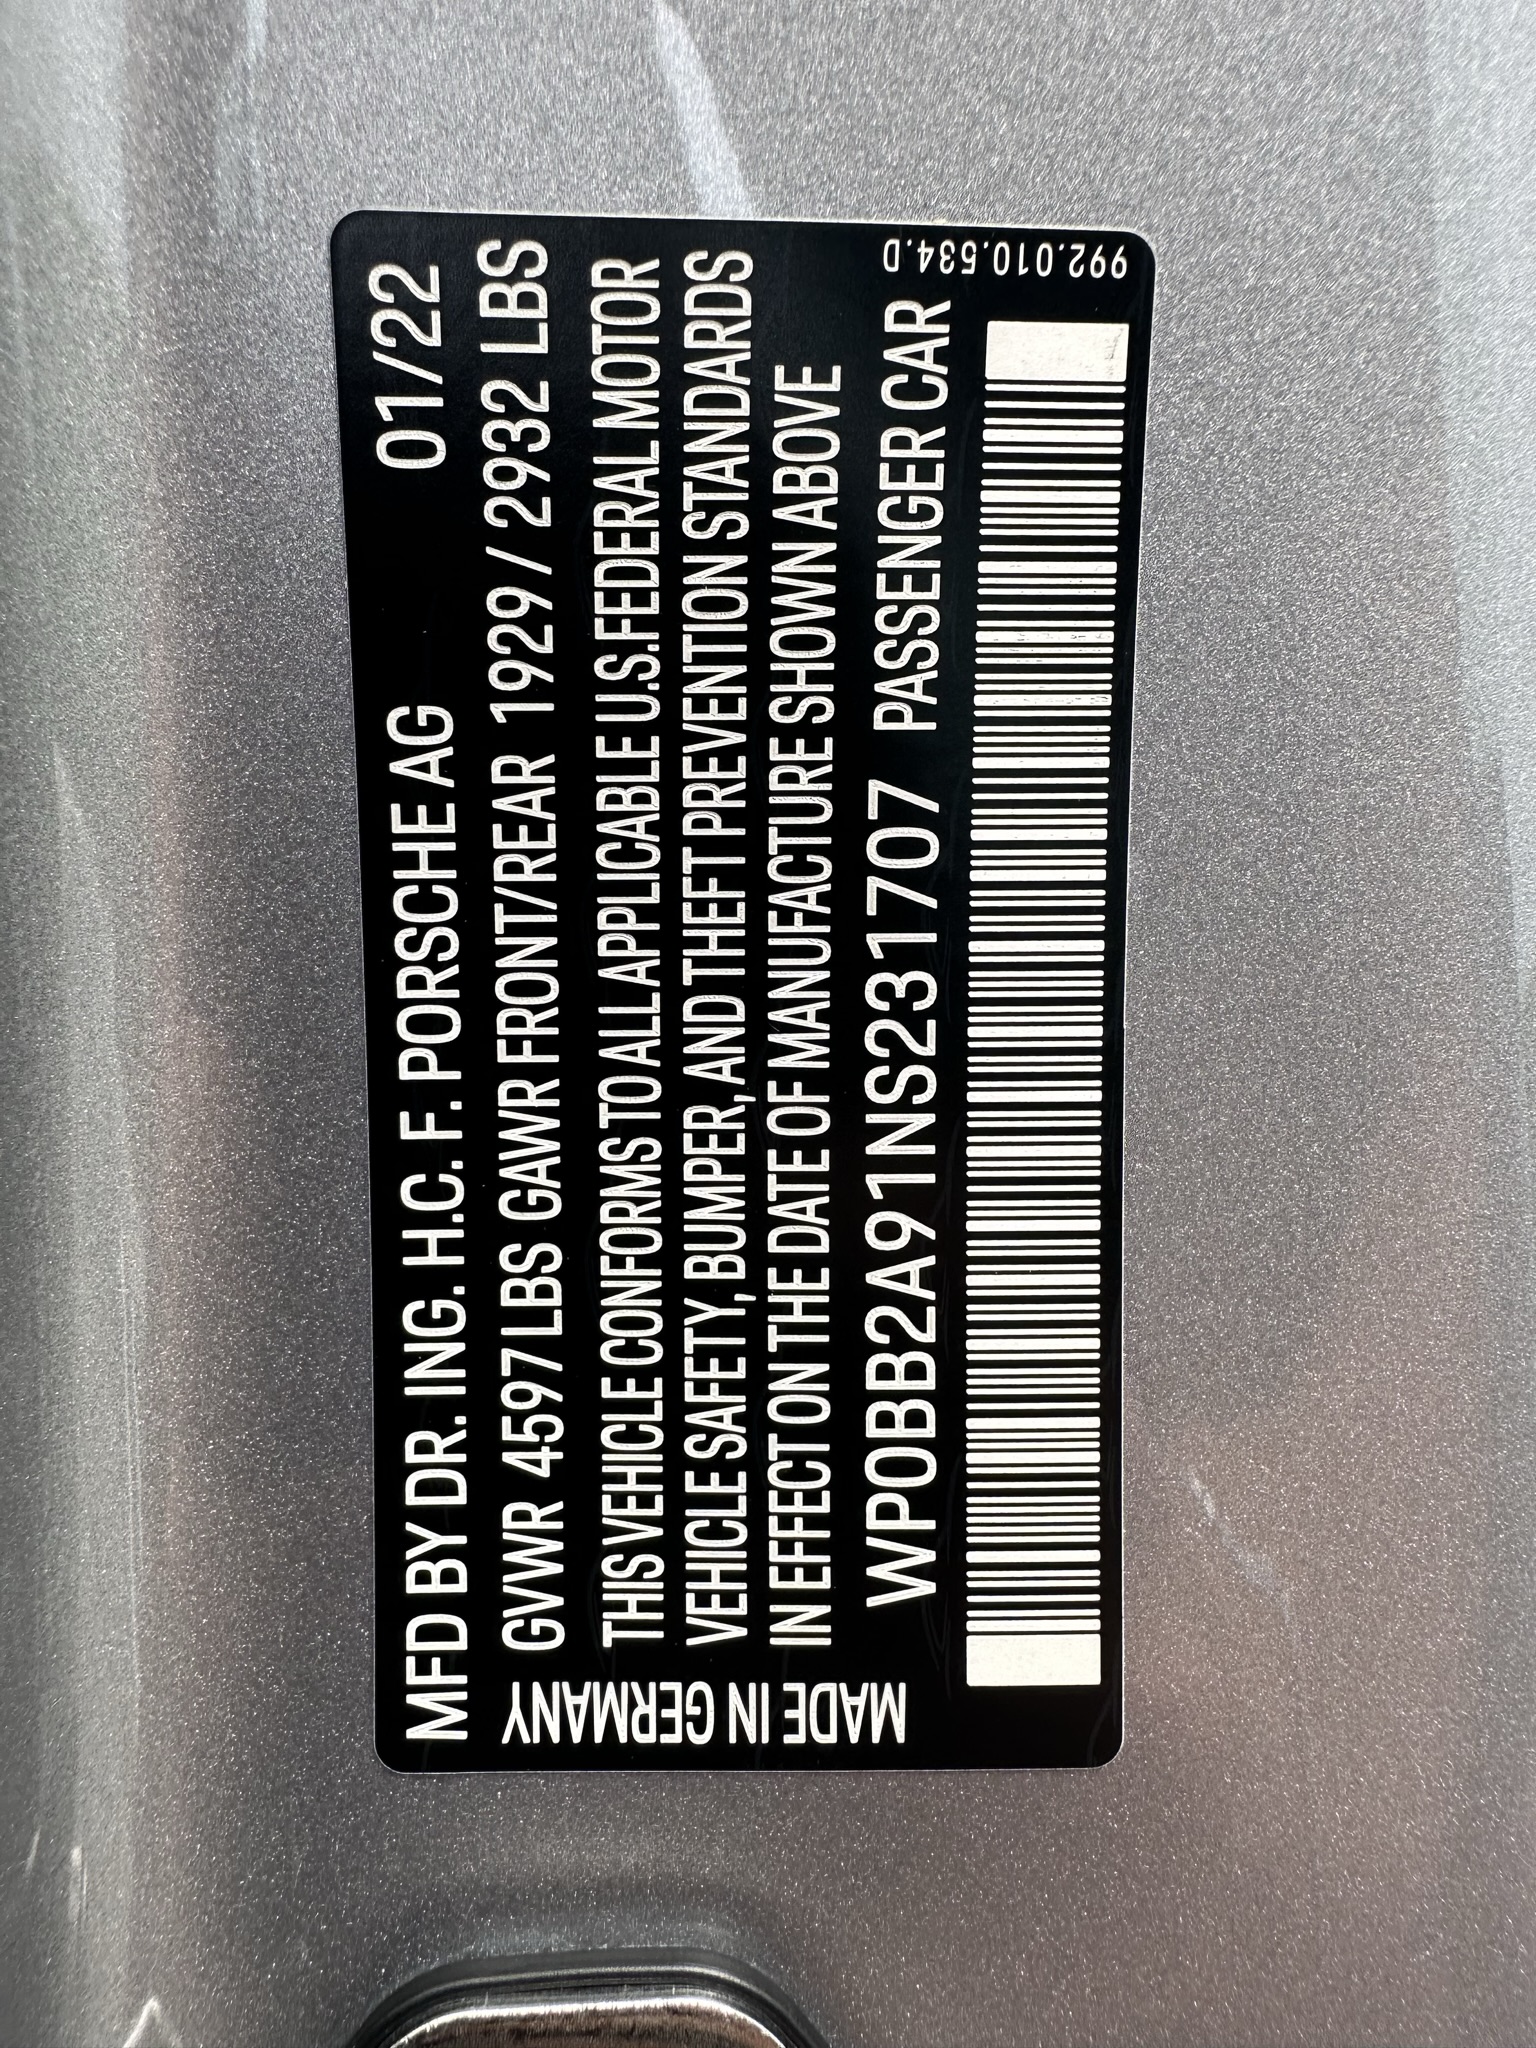 MFD BY DR. ING. H.C. F. PORSCHE AG 01/22
GVWR 4597 LBS GAWR FRONT/REAR 1929 / 2932 LBS
THIS VEHICLE CONFORMS TO ALL APPLICABLE U.S. FEDERAL MOTOR
VEHICLE SAFETY, BUMPER, AND THEFT PREVENTION STANDARDS
IN EFFECT ON THE DATE OF MANUFACTURE SHOWN ABOVE
WP0BB2A91NS231707 PASSENGER CAR
MADE IN GERMANY
992.010.534.D